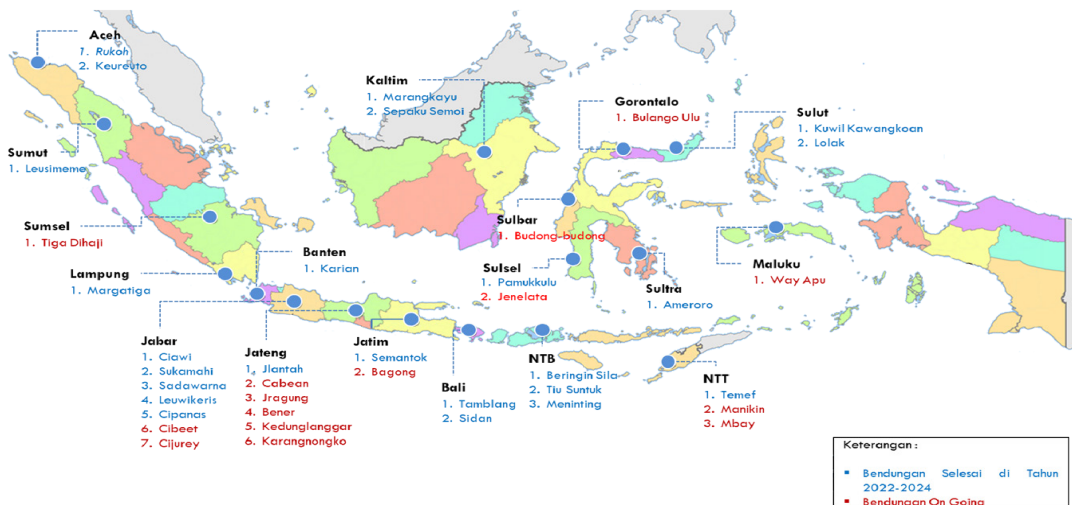 Aceh
1. Rukoh
2. Keureuto
Sumut
1. Leusimeme
Sumsel
1. Tiga Dihaji
Lampung
1. Margatiga
Banten
1. Karian
Jabar
1. Ciawi
2. Sukamahi
3. Sadawarna
4. Leuwikeris
5. Cipanas
6. Cibeet
7. Cijurey
Jateng
1. Jlantah
2. Cabean
3. Jragung
4. Bener
5. Kedunglanggar
6. Karangnongko
Jatim
1. Semantok
2. Bagong
Bali
1. Tamblang
2. Sidan
NTB
1. Beringin Sila
2. Tiu Suntuk
3. Meninting
NTT
1. Temef
2. Manikin
3. Mbay
Kaltim
1. Marangkayu
2. Sepaku Semoi
Gorontalo
1. Bulango Ulu
Sulut
1. Kuwil Kawangkoan
2. Lolak
Sulbar
1. Budong-budong
Sulsel
1. Pamukkulu
2. Jenelata
Sultra
1. Ameroro
Maluku
1. Way Apu
Keterangan :
Bendungan Selesai di Tahun
2022-2024
Bendungan On Going